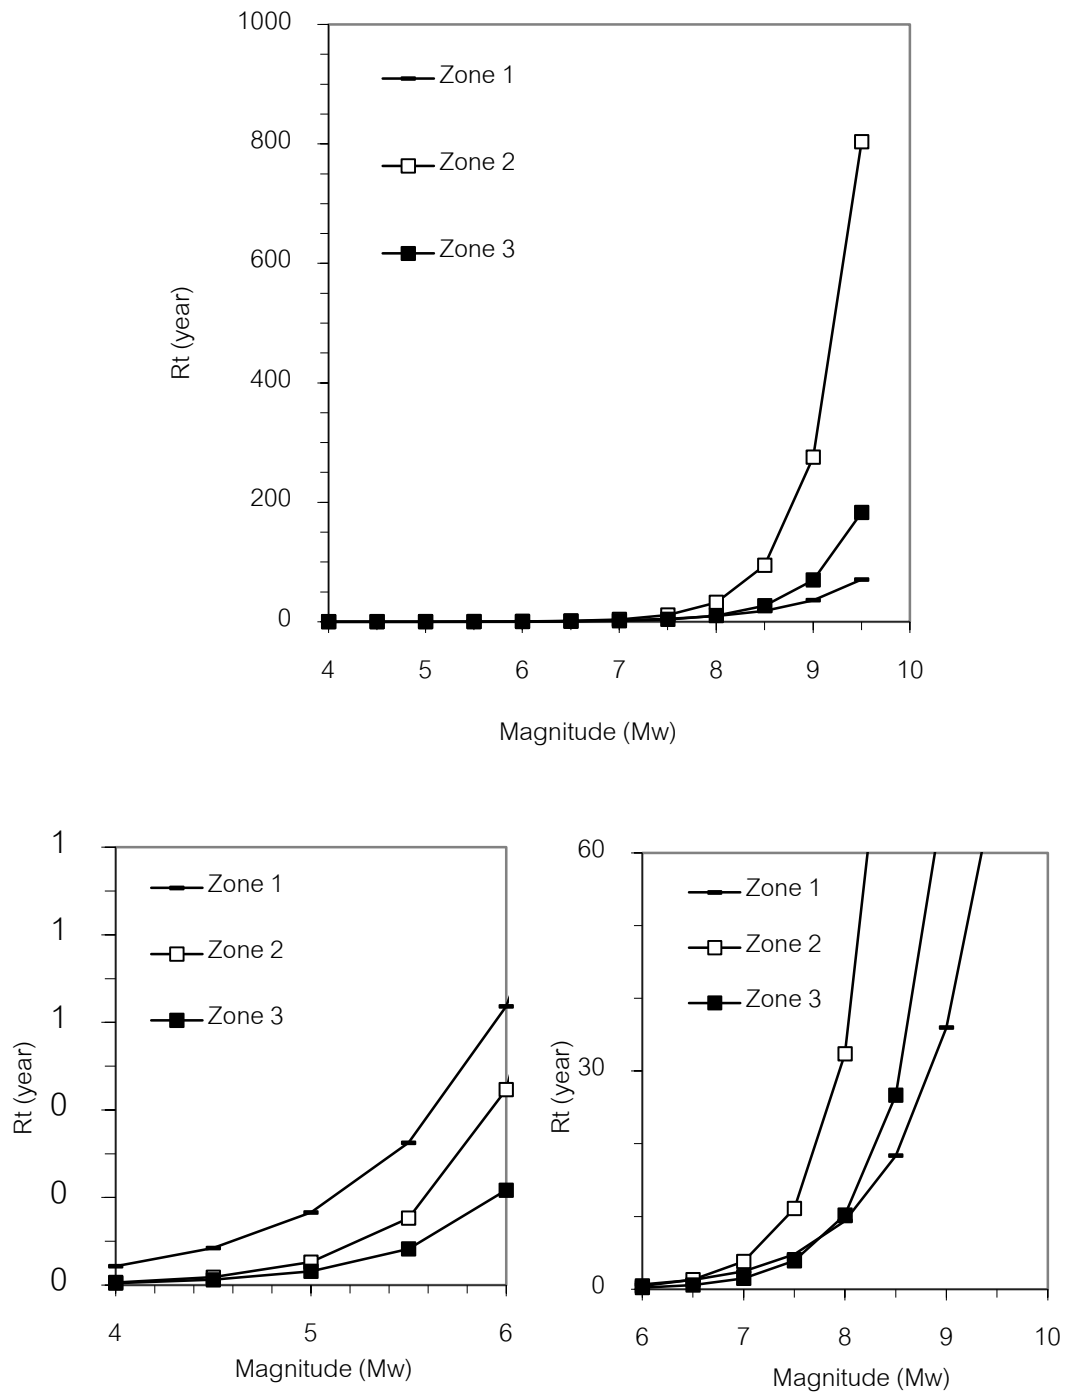 1000
800
600
400
200
0
Rt (year)
Zone 1
Zone 2
Zone 3
4 5 6 7 8 9 10
Magnitude (Mw)
1
1
1
0
0
0
Rt (year)
Zone 1
Zone 2
Zone 3
4 5 6
Magnitude (Mw)
60
30
0
Rt (year)
Zone 1
Zone 2
Zone 3
6 7 8 9 10
Magnitude (Mw)